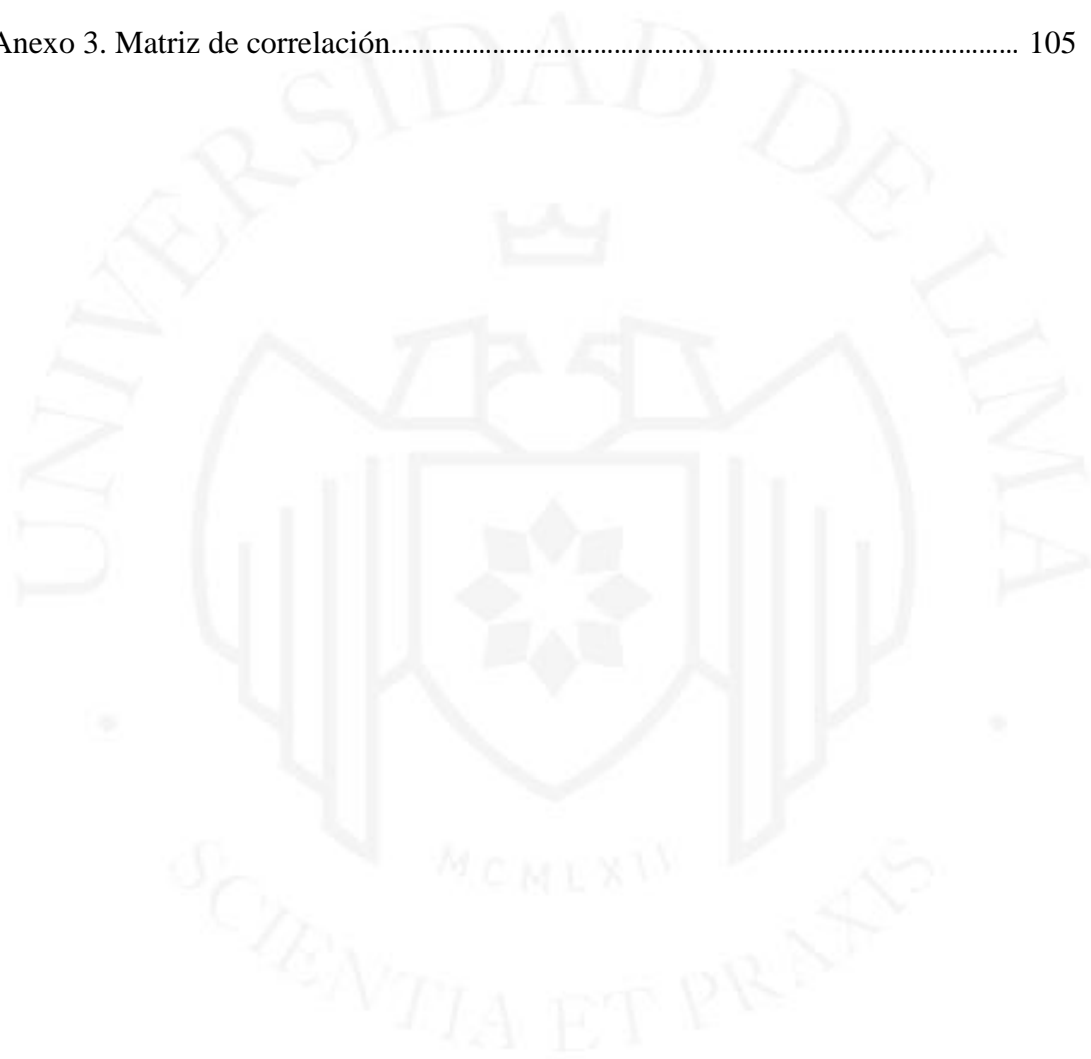 Anexo 3. Matriz de correlación.......................................................................................... 105
UNIVERSIDAD DE LIMA
MCMLXII
SCIENTIA ET PRAXIS